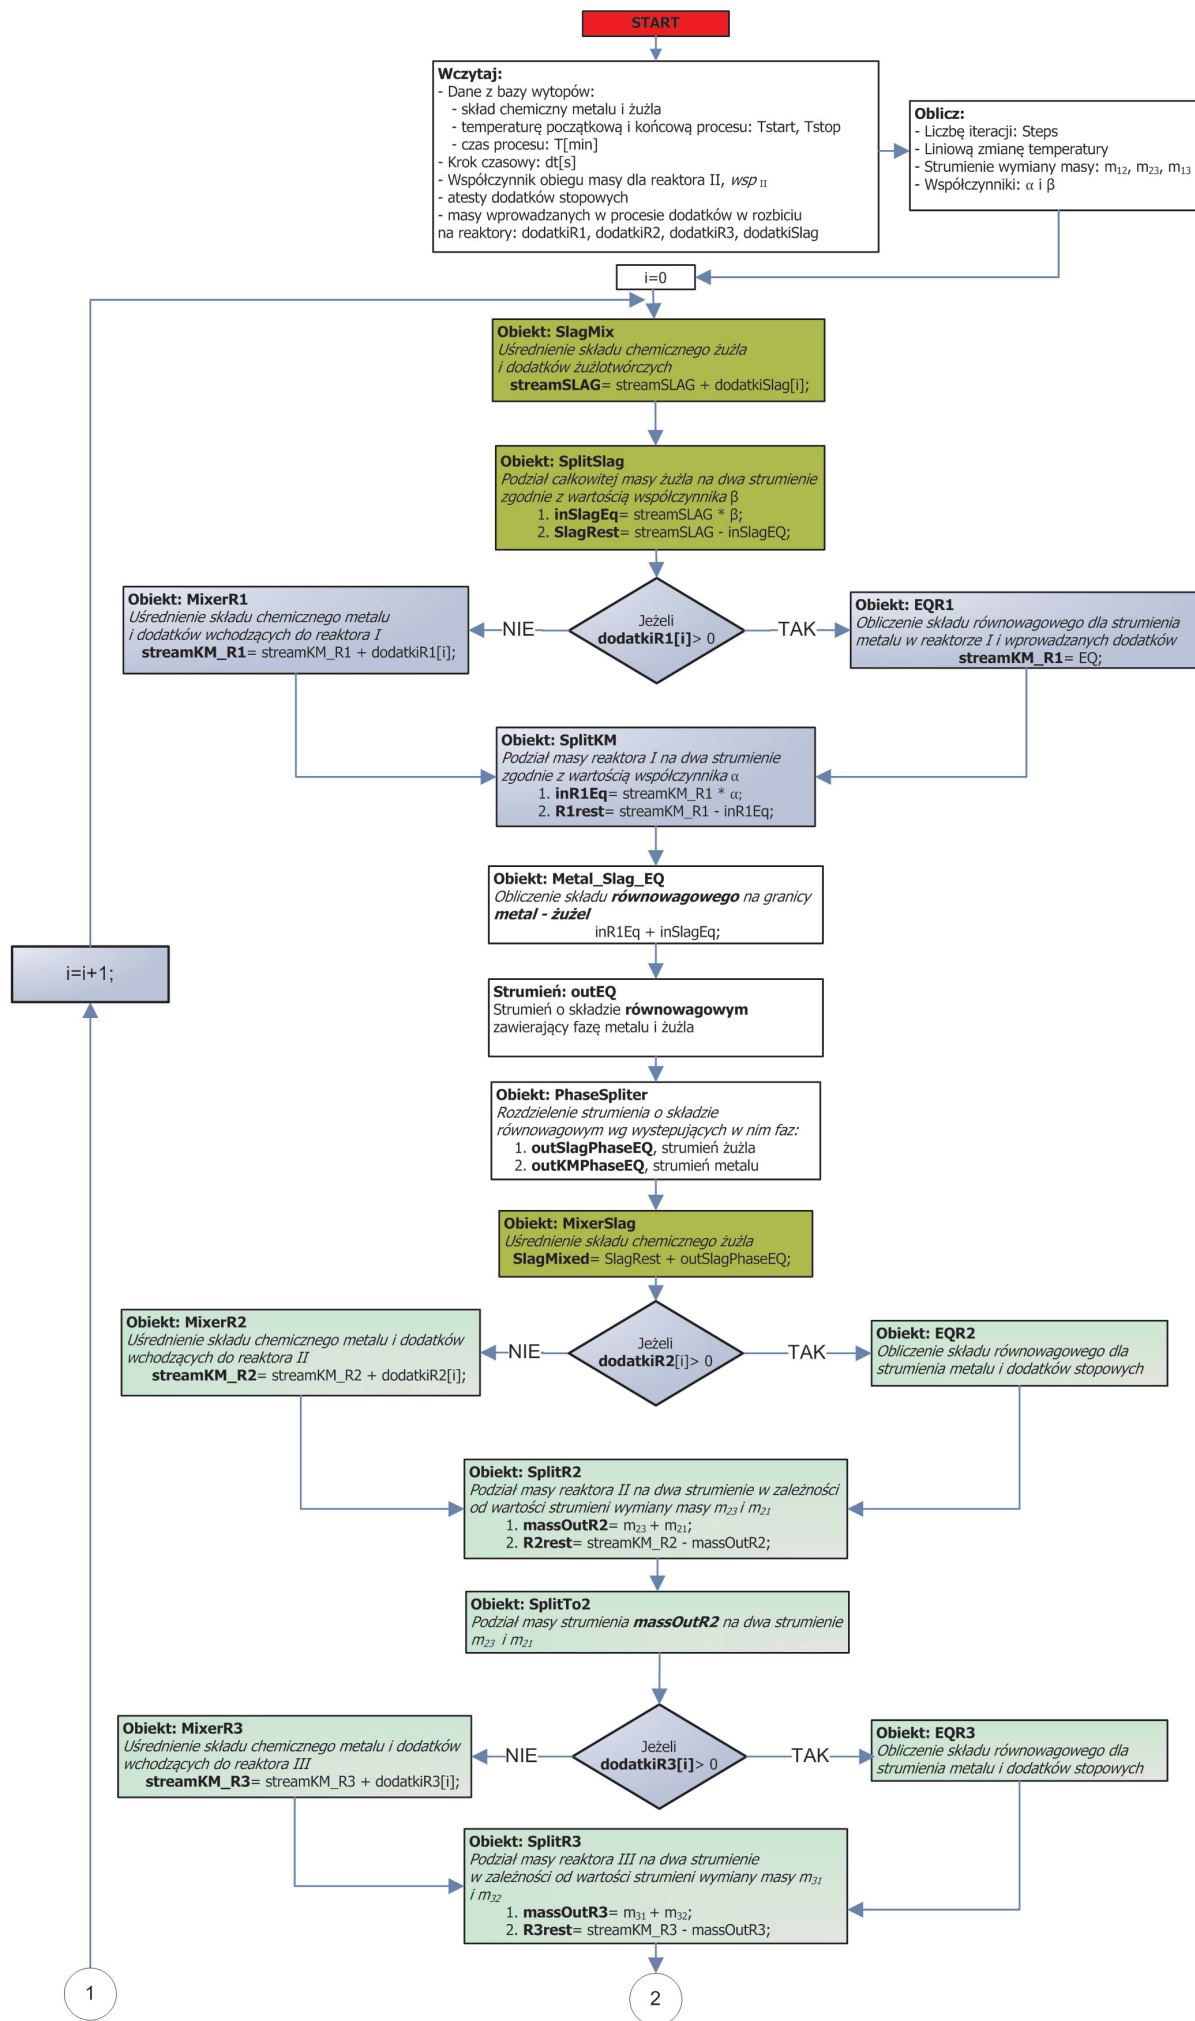 START
Wczytaj:
- Dane z bazy wytopów:
- skład chemiczny metalu i żużla
- temperaturę początkową i końcową procesu: Tstart, Tstop
- czas procesu: T[min]
- Krok czasowy: dt[s]
- Współczynnik obiegu masy dla reaktora II, wsp II
- atesty dodatków stopowych
- masy wprowadzanych w procesie dodatków w rozbiciu
na reaktory: dodatkiR1, dodatkiR2, dodatkiR3, dodatkiSlag
Oblicz:
- Liczbę iteracji: Steps
- Liniową zmianę temperatury
- Strumienie wymiany masy: m12, m23, m13
- Współczynniki: α i β
i=0
Obiekt: SlagMix
Uśrednienie składu chemicznego żużla
i dodatków żużlotwórczych
streamSLAG= streamSLAG + dodatkiSlag[i];
Obiekt: SplitSlag
Podział całkowitej masy żużla na dwa strumienie
zgodnie z wartością współczynnika β
1. inSlagEq= streamSLAG * β;
2. SlagRest= streamSLAG - inSlagEQ;
Obiekt: MixerR1
Uśrednienie składu chemicznego metalu
i dodatków wchodzących do reaktora I
streamKM_R1= streamKM_R1 + dodatkiR1[i];
NIE
Jeżeli
dodatkiR1[i]> 0
TAK
Obiekt: EQR1
Obliczenie składu równowagowego dla strumienia
metalu w reaktorze I i wprowadzanych dodatków
streamKM_R1= EQ;
Obiekt: SplitKM
Podział masy reaktora I na dwa strumienie
zgodnie z wartością współczynnika α
1. inR1Eq= streamKM_R1 * α;
2. R1rest= streamKM_R1 - inR1Eq;
Obiekt: Metal_Slag_EQ
Obliczenie składu równowagowego na granicy
metal - żużel
inR1Eq + inSlagEq;
i=i+1;
Strumień: outEQ
Strumień o składzie równowagowym
zawierający fazę metalu i żużla
Obiekt: PhaseSpliter
Rozdzielenie strumienia o składzie
równowagowym wg wystepujących w nim faz:
1. outSlagPhaseEQ, strumień żużla
2. outKMPhaseEQ, strumień metalu
Obiekt: MixerSlag
Uśrednienie składu chemicznego żużla
SlagMixed= SlagRest + outSlagPhaseEQ;
Obiekt: MixerR2
Uśrednienie składu chemicznego metalu i dodatków
wchodzących do reaktora II
streamKM_R2= streamKM_R2 + dodatkiR2[i];
NIE
Jeżeli
dodatkiR2[i]> 0
TAK
Obiekt: EQR2
Obliczenie składu równowagowego dla
strumienia metalu i dodatków stopowych
Obiekt: SplitR2
Podział masy reaktora II na dwa strumienie w zależności
od wartości strumieni wymiany masy m23 i m21
1. massOutR2= m23 + m21;
2. R2rest= streamKM_R2 - massOutR2;
Obiekt: SplitTo2
Podział masy strumienia massOutR2 na dwa strumienie
m23 i m21
Obiekt: MixerR3
Uśrednienie składu chemicznego metalu i dodatków
wchodzących do reaktora III
streamKM_R3= streamKM_R3 + dodatkiR3[i];
NIE
Jeżeli
dodatkiR3[i]> 0
TAK
Obiekt: EQR3
Obliczenie składu równowagowego dla
strumienia metalu i dodatków stopowych
Obiekt: SplitR3
Podział masy reaktora III na dwa strumienie
w zależności od wartości strumieni wymiany masy m31
i m32
1. massOutR3= m31 + m32;
2. R3rest= streamKM_R3 - massOutR3;
1
2